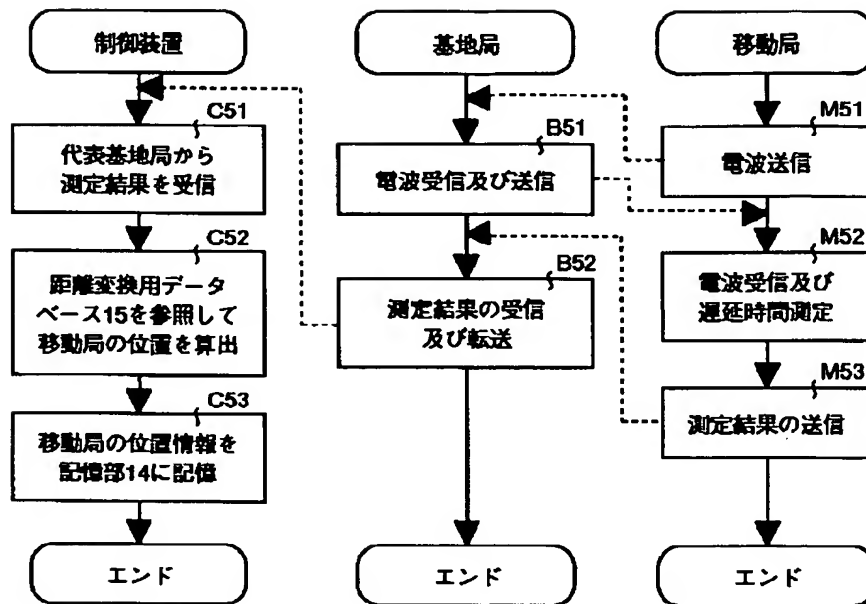 制御装置
C51
代表基地局から
測定結果を受信
C52
距離変換用データ
ベース15を参照して
移動局の位置を算出
C53
移動局の位置情報を
記憶部14に記憶
エンド
基地局
B51
電波受信及び送信
B52
測定結果の受信
及び転送
エンド
移動局
M51
電波送信
M52
電波受信及び
遅延時間測定
M53
測定結果の送信
エンド